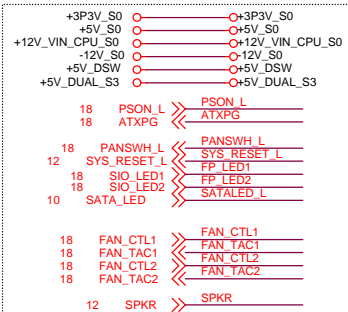 +3P3V_S0 +3P3V_S0
+5V_S0 +5V_S0
+12V_VIN_CPU_S0 +12V_VIN_CPU_S0
-12V_S0 -12V_S0
+5V_DSW +5V_DSW
+5V_DUAL_S3 +5V_DUAL_S3
18 PSON_L PSON_L
18 ATXPG ATXPG
18 PANSWH_L PANSWH_L
12 SYS_RESET_L SYS_RESET_L
18 SIO_LED1 FP_LED1
18 SIO_LED2 FP_LED2
10 SATA_LED SATALED_L
18 FAN_CTL1 FAN_CTL1
18 FAN_TAC1 FAN_TAC1
18 FAN_CTL2 FAN_CTL2
18 FAN_TAC2 FAN_TAC2
12 SPKR SPKR